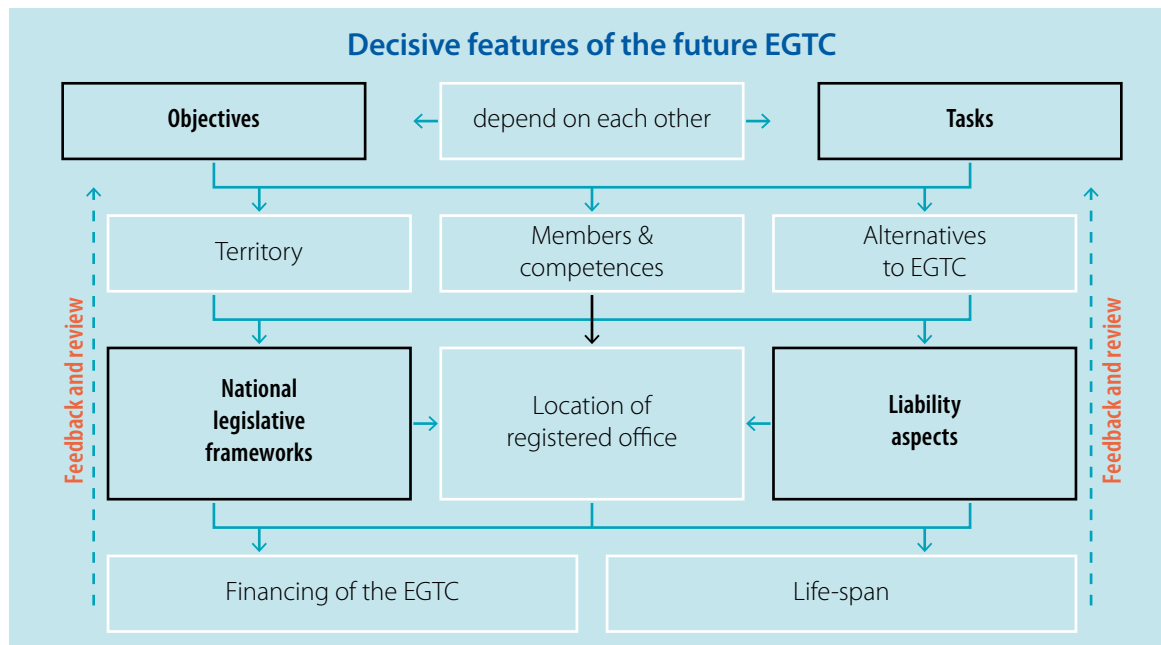 Decisive features of the future EGTC
Objectives
depend on each other
Tasks
Territory
Members &
competences
Alternatives
to EGTC
Feedback and review
National
legislative
frameworks
Location of
registered office
Liability
aspects
Feedback and review
Financing of the EGTC
Life-span